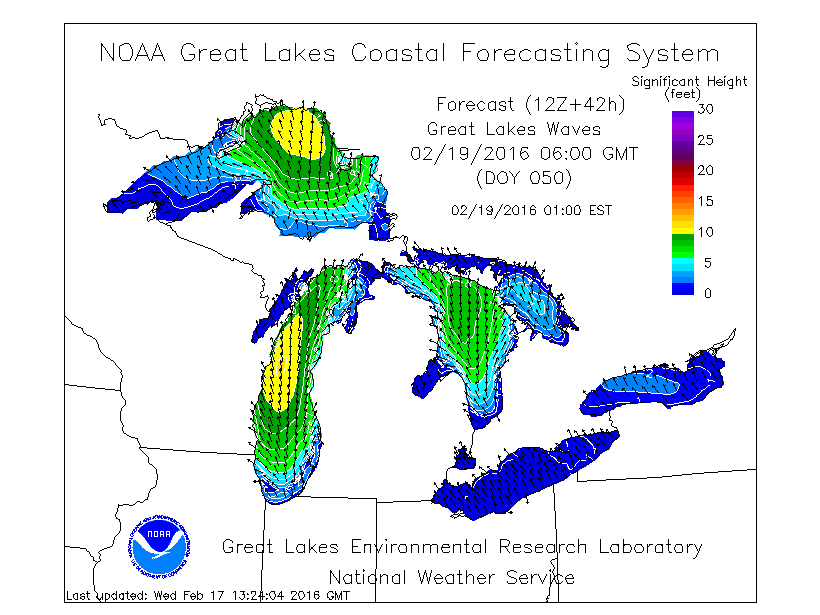 NOAA Great Lakes Coastal Forecasting System
Significant Height
(feet)
Forecast (12Z+42h)
Great Lakes Waves
02/19/2016 06:00 GMT
(DOY 050)
02/19/2016 01:00 EST
30
25
20
15
10
5
0
NOAA
Great Lakes Environmental Research Laboratory
National Weather Service
Last updated: Wed Feb 17 13:24:04 2016 GMT